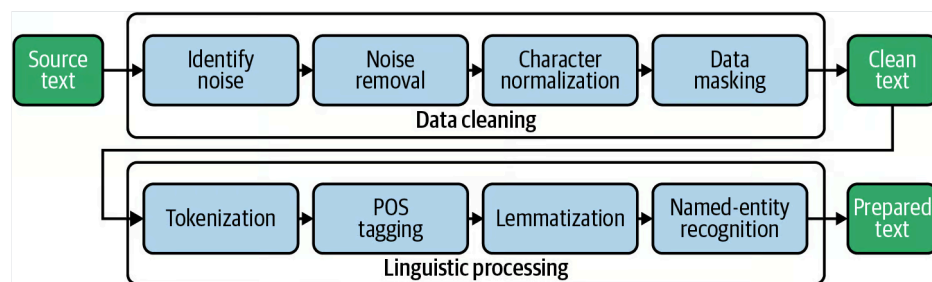 Source
text
Identify
noise
Noise
removal
Character
normalization
Data
masking
Clean
text
Data cleaning
Tokenization
POS
tagging
Lemmatization
Named-entity
recognition
Prepared
text
Linguistic processing